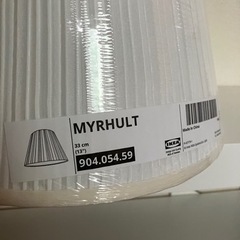 MYRHULT
33 cm
(13")
904.054.59
IKEA
Made in China